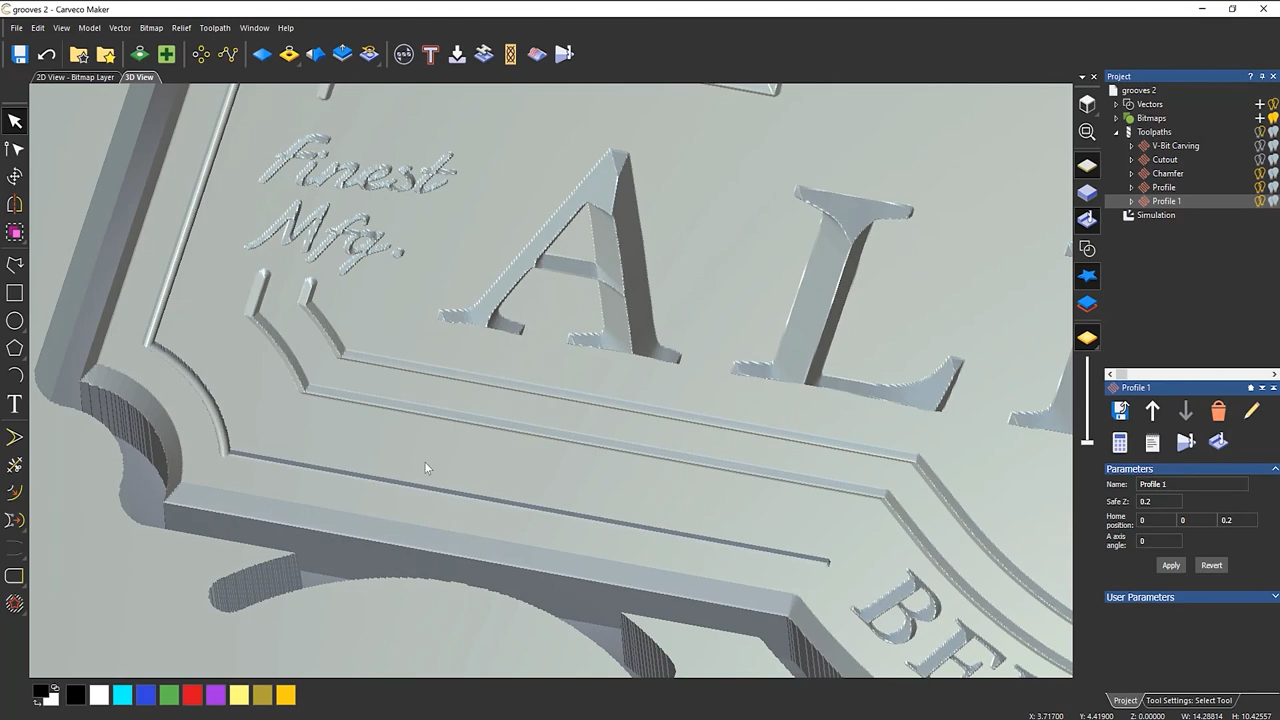 grooves 2 - Carveco Maker
File Edit View Model Vector Bitmap Relief Toolpath Window Help
2D View - Bitmap Layer 3D View
Finest
Mfg.
AL
BE
Project
grooves 2
Vectors
Bitmaps
Toolpaths
V-Bit Carving
Cutout
Chamfer
Profile
Profile 1
Simulation
Profile 1
Parameters
Name: Profile 1
Safe Z: 0.2
Home position: 0 0 0.2
A axis angle: 0
Apply Revert
User Parameters
Project Tool Settings: Select Tool
X: 3.71700 Y: 4.41900 Z: 0.00000 W: 14.28814 H: 10.42557